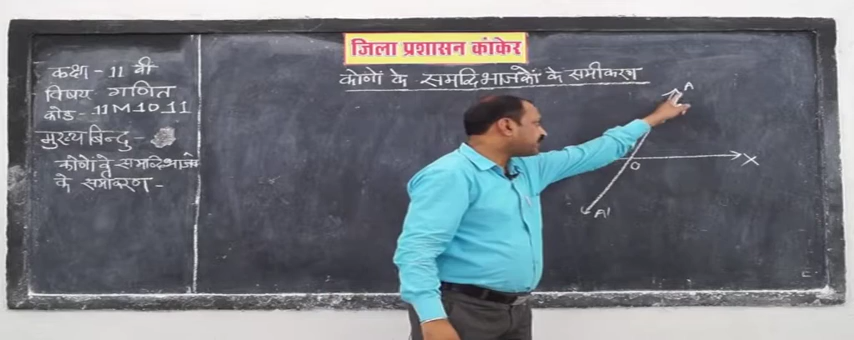 जिला प्रशासन कांकेर
कक्षा - 11 वी
विषय गणित
कोड - 11M1011
मुख्य बिन्दु -
कोणों के समद्विभाजको
के समीकरण -
कोणों के समद्विभाजकों के समीकरण
A
X
O
A'